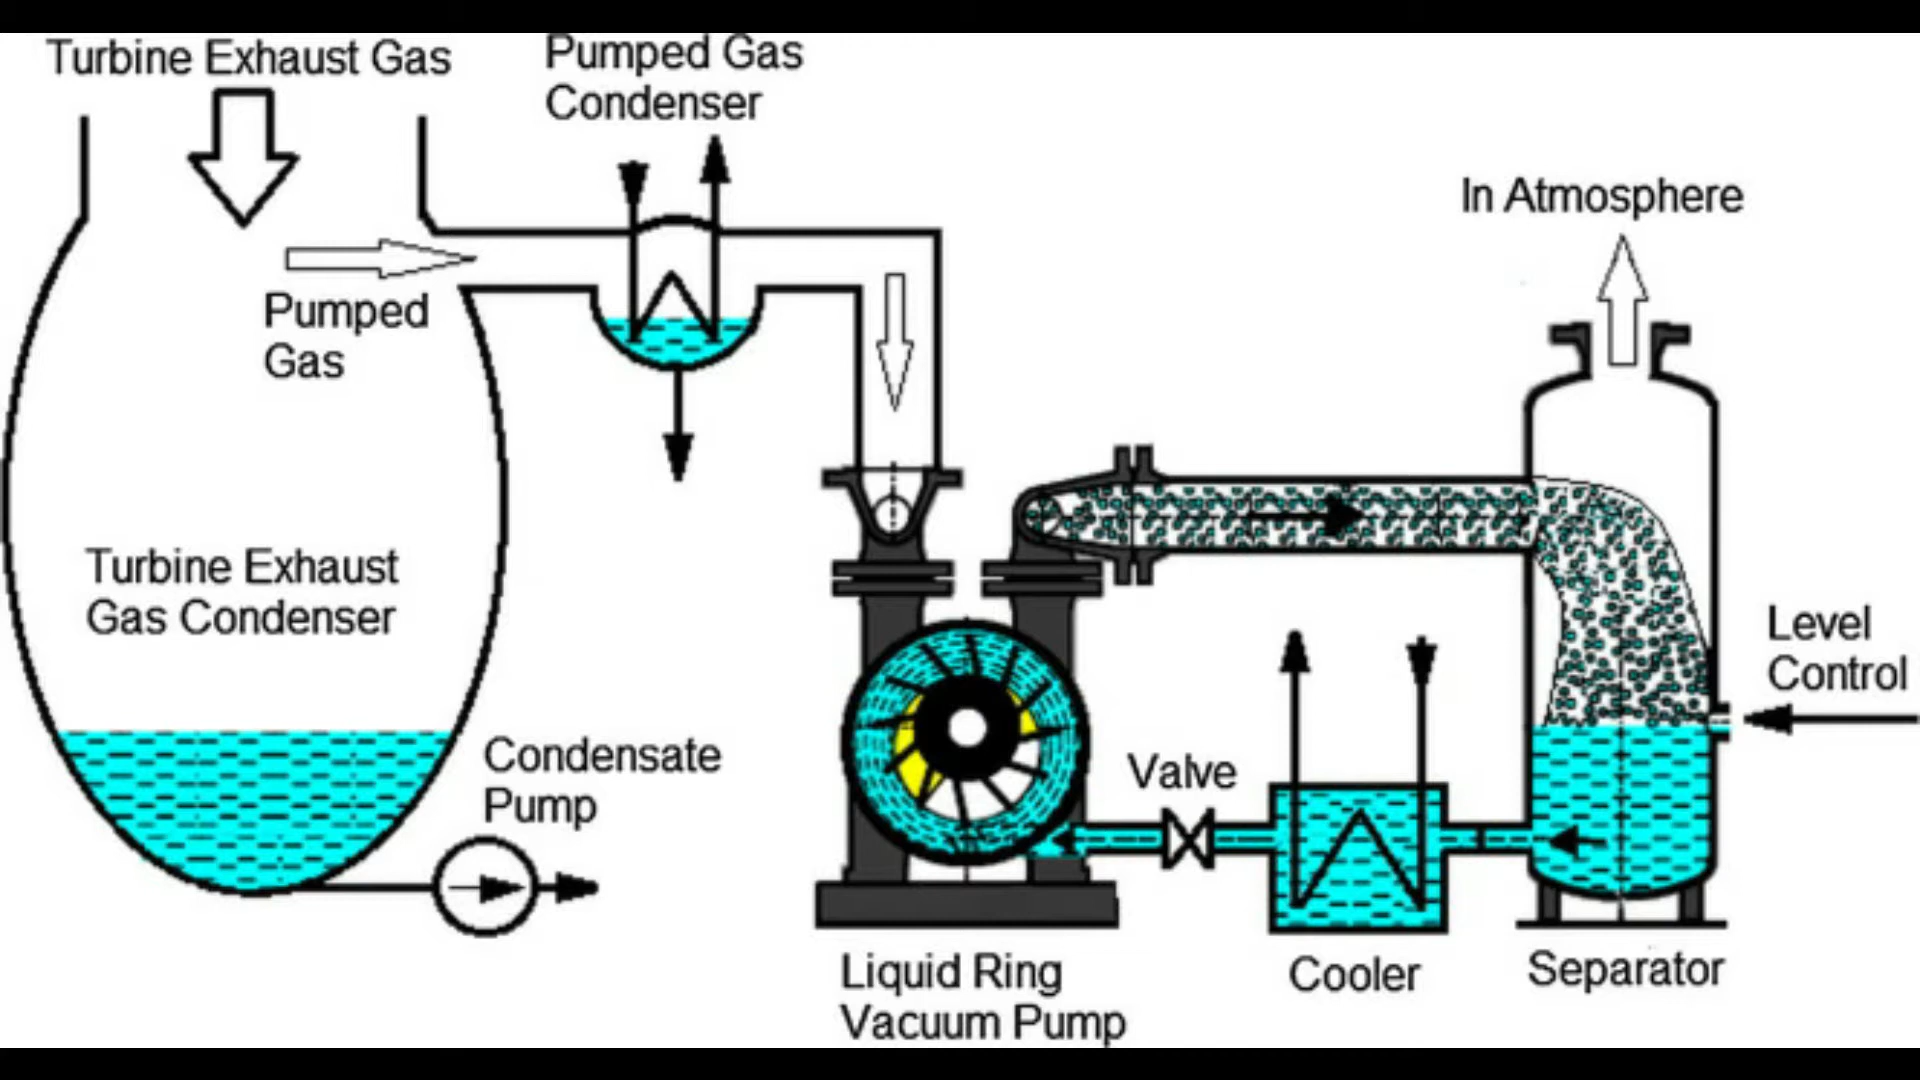 Turbine Exhaust Gas
Pumped Gas
Condenser
In Atmosphere
Pumped
Gas
Turbine Exhaust
Gas Condenser
Level
Control
Condensate
Pump
Valve
Liquid Ring
Vacuum Pump
Cooler
Separator